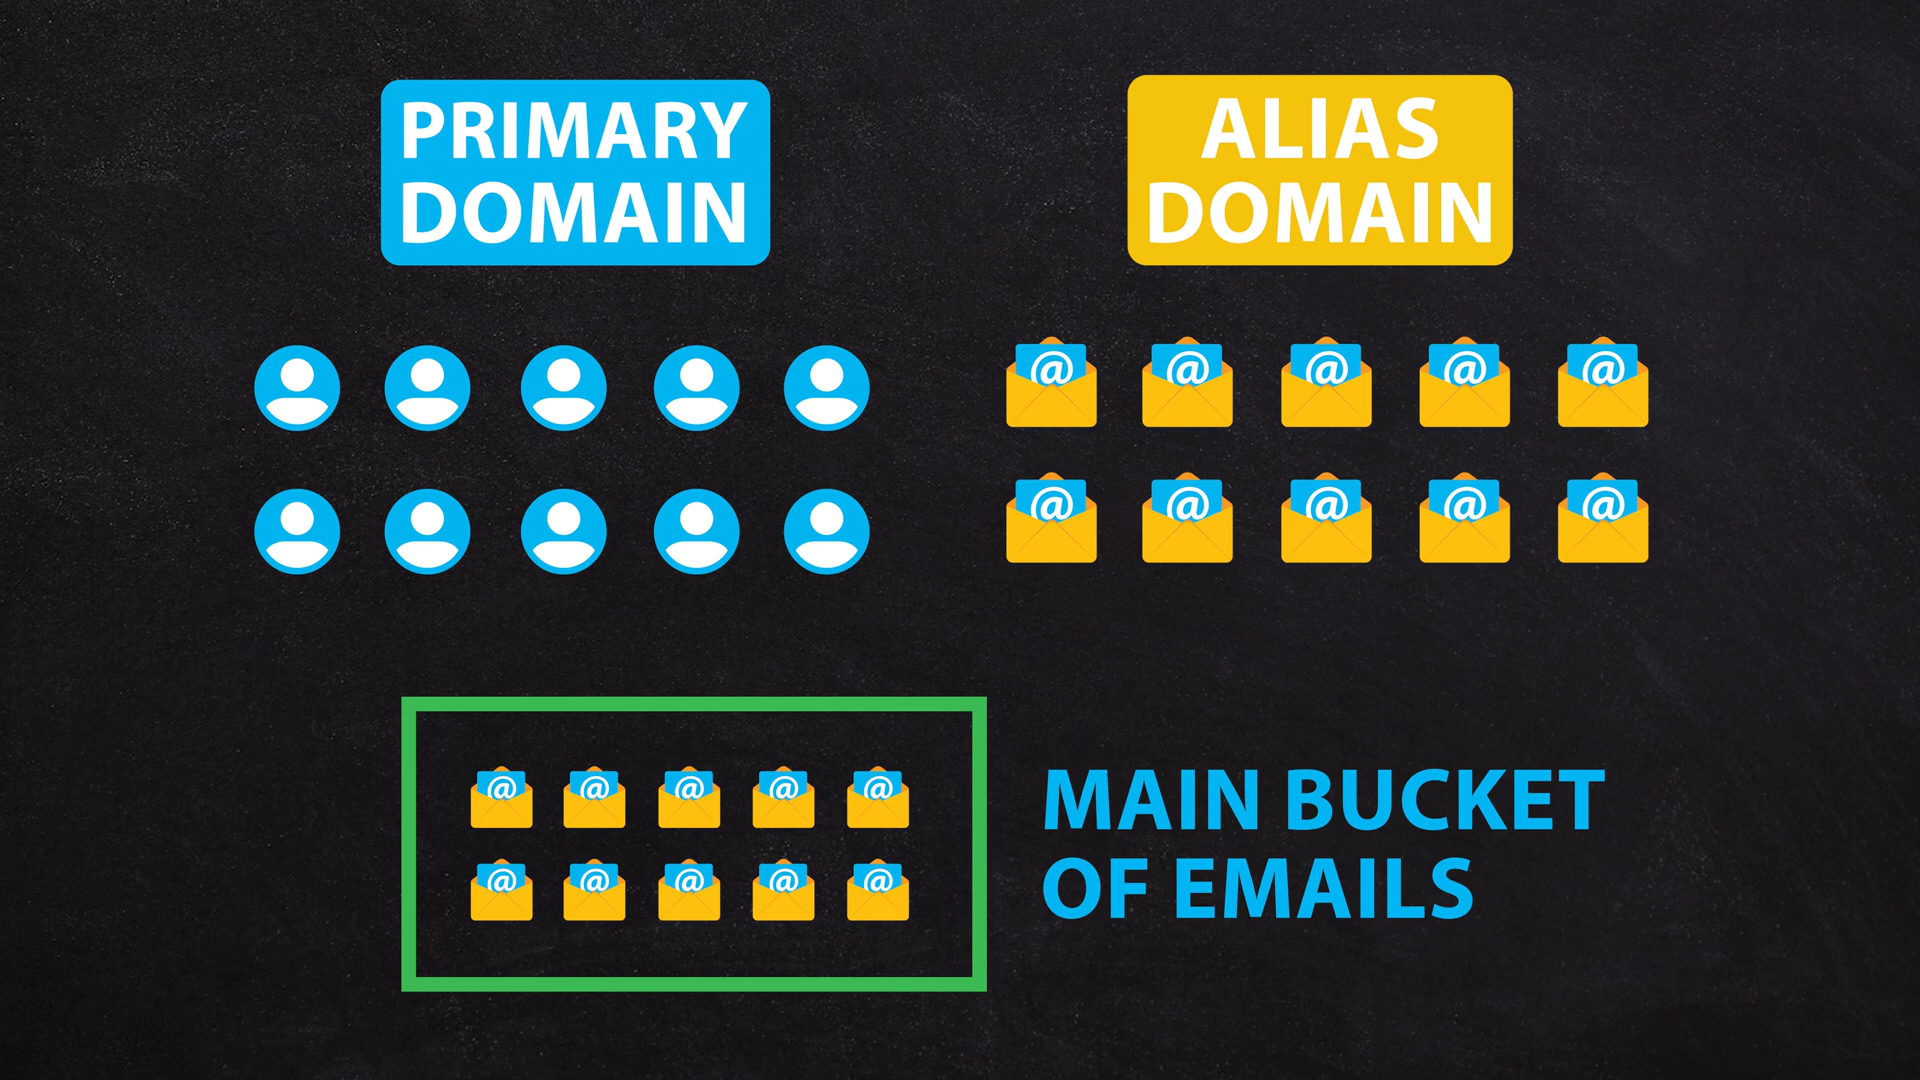 PRIMARY
DOMAIN
ALIAS
DOMAIN
@ @ @ @ @
@ @ @ @ @
@ @ @ @ @
@ @ @ @ @
MAIN BUCKET
OF EMAILS